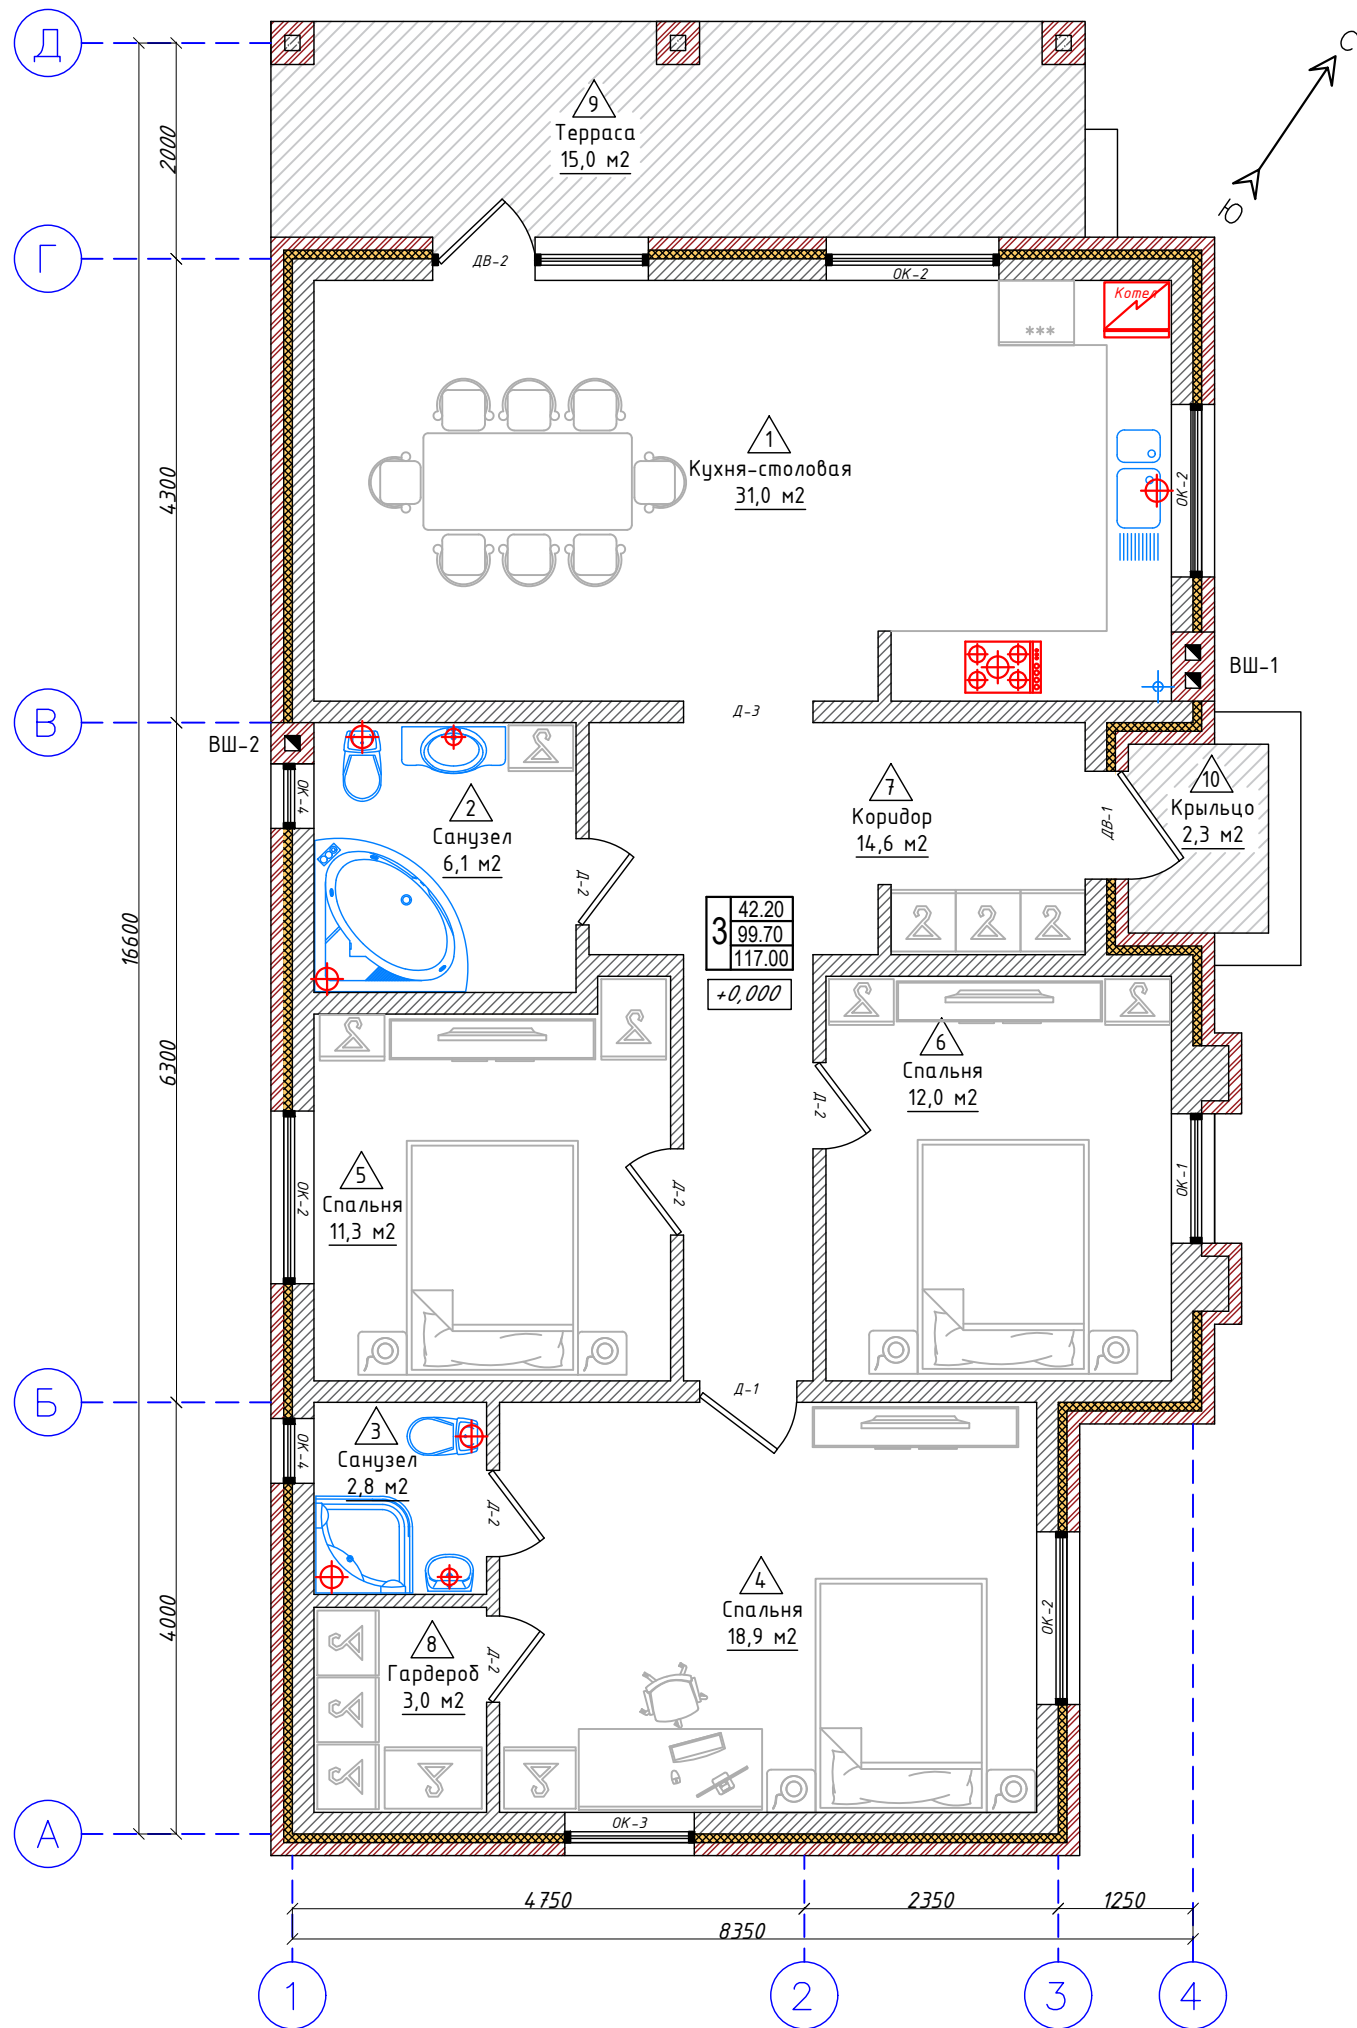 Д
С
Ю
2000
9
Терраса
15,0 м2
Г
ДВ-2
ОК-2
Котел
***
4300
1
Кухня-столовая
31,0 м2
ОК-2
ВШ-1
В
Д-3
ВШ-2
ОК-4
2
Санузел
6,1 м2
Д-2
7
Коридор
14,6 м2
ДВ-1
10
Крыльцо
2,3 м2
16600
3
42.20
99.70
117.00
+0,000
6300
6
Спальня
12,0 м2
Д-2
5
Спальня
11,3 м2
ОК-2
Д-2
ОК-1
Б
Д-1
ОК-4
3
Санузел
2,8 м2
Д-2
4000
4
Спальня
18,9 м2
ОК-2
8
Гардероб
3,0 м2
Д-2
А
ОК-3
4750
2350
1250
8350
1
2
3
4